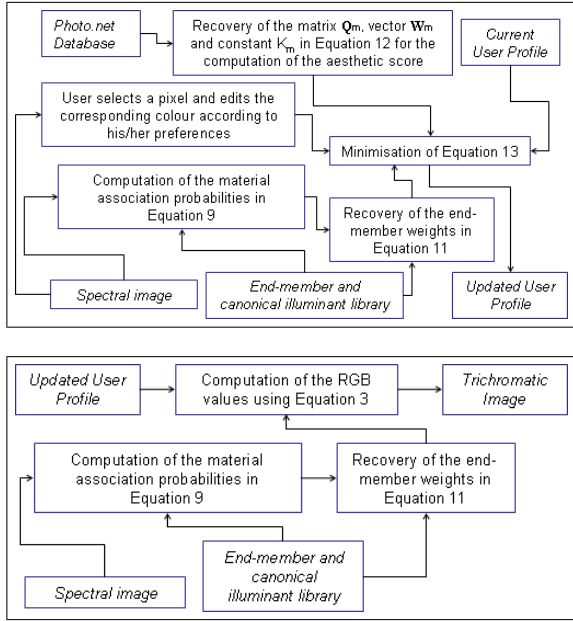 Photo.net
Database
Recovery of the matrix Qm, vector Wm
and constant Km in Equation 12 for the
computation of the aesthetic score
Current
User Profile
User selects a pixel and edits the
corresponding colour according to
his/her preferences
Minimisation of Equation 13
Computation of the material
association probabilities in
Equation 9
Recovery of the end-
member weights in
Equation 11
Spectral image
End-member and
canonical illuminant library
Updated User
Profile
Updated User
Profile
Computation of the RGB
values using Equation 3
Trichromatic
Image
Computation of the material
association probabilities in
Equation 9
Recovery of the end-
member weights in
Equation 11
Spectral image
End-member and
canonical
illuminant library